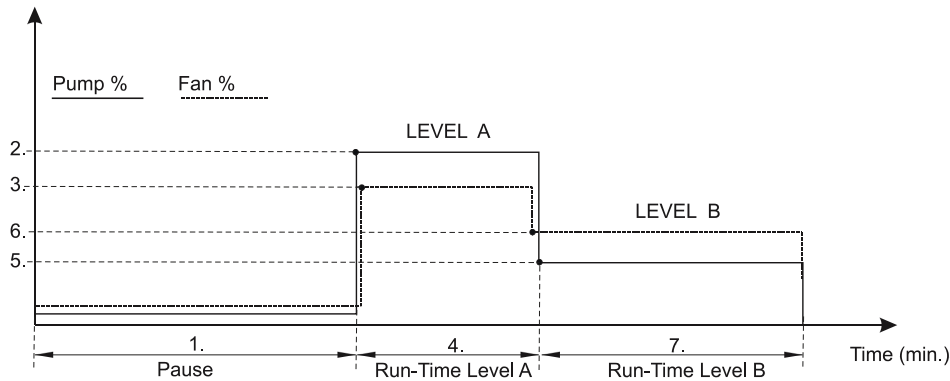 Pump % Fan %
LEVEL A
2.
3.
LEVEL B
6.
5.
1. 4. 7.
Pause Run-Time Level A Run-Time Level B Time (min.)